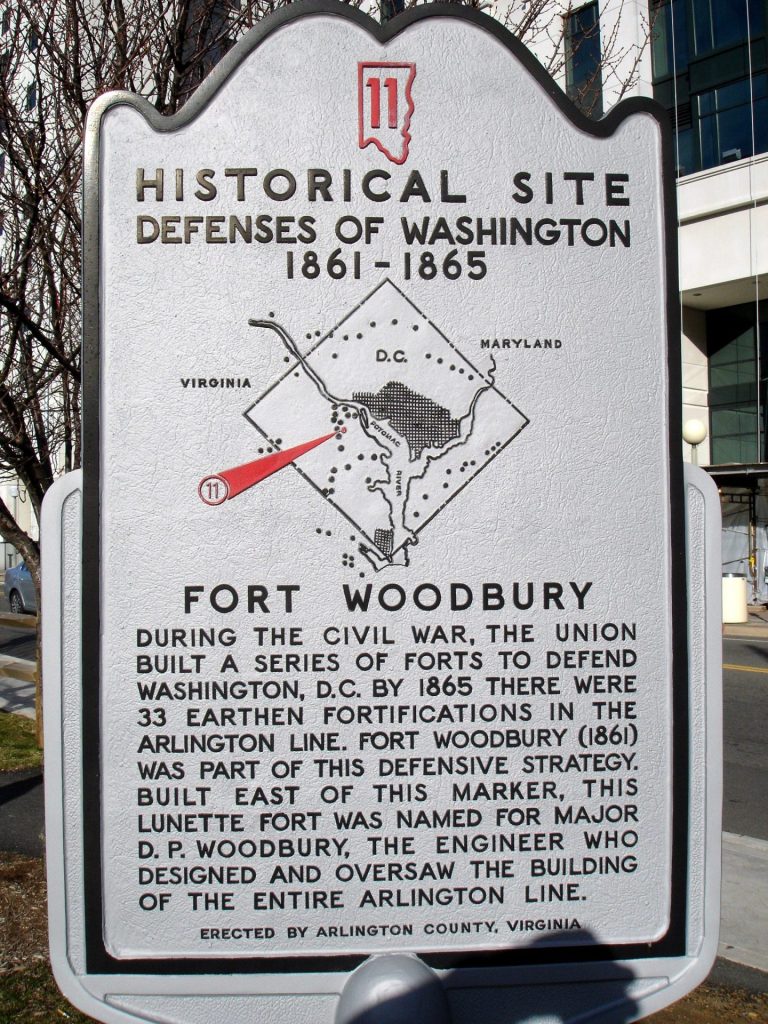 11
HISTORICAL SITE
DEFENSES OF WASHINGTON
1861-1865
D.C.
MARYLAND
VIRGINIA
POTOMAC
RIVER
11
FORT WOODBURY
DURING THE CIVIL WAR, THE UNION
BUILT A SERIES OF FORTS TO DEFEND
WASHINGTON, D.C. BY 1865 THERE WERE
33 EARTHEN FORTIFICATIONS IN THE
ARLINGTON LINE. FORT WOODBURY (1861)
WAS PART OF THIS DEFENSIVE STRATEGY.
BUILT EAST OF THIS MARKER, THIS
LUNETTE FORT WAS NAMED FOR MAJOR
D. P. WOODBURY, THE ENGINEER WHO
DESIGNED AND OVERSAW THE BUILDING
OF THE ENTIRE ARLINGTON LINE.
ERECTED BY ARLINGTON COUNTY, VIRGINIA